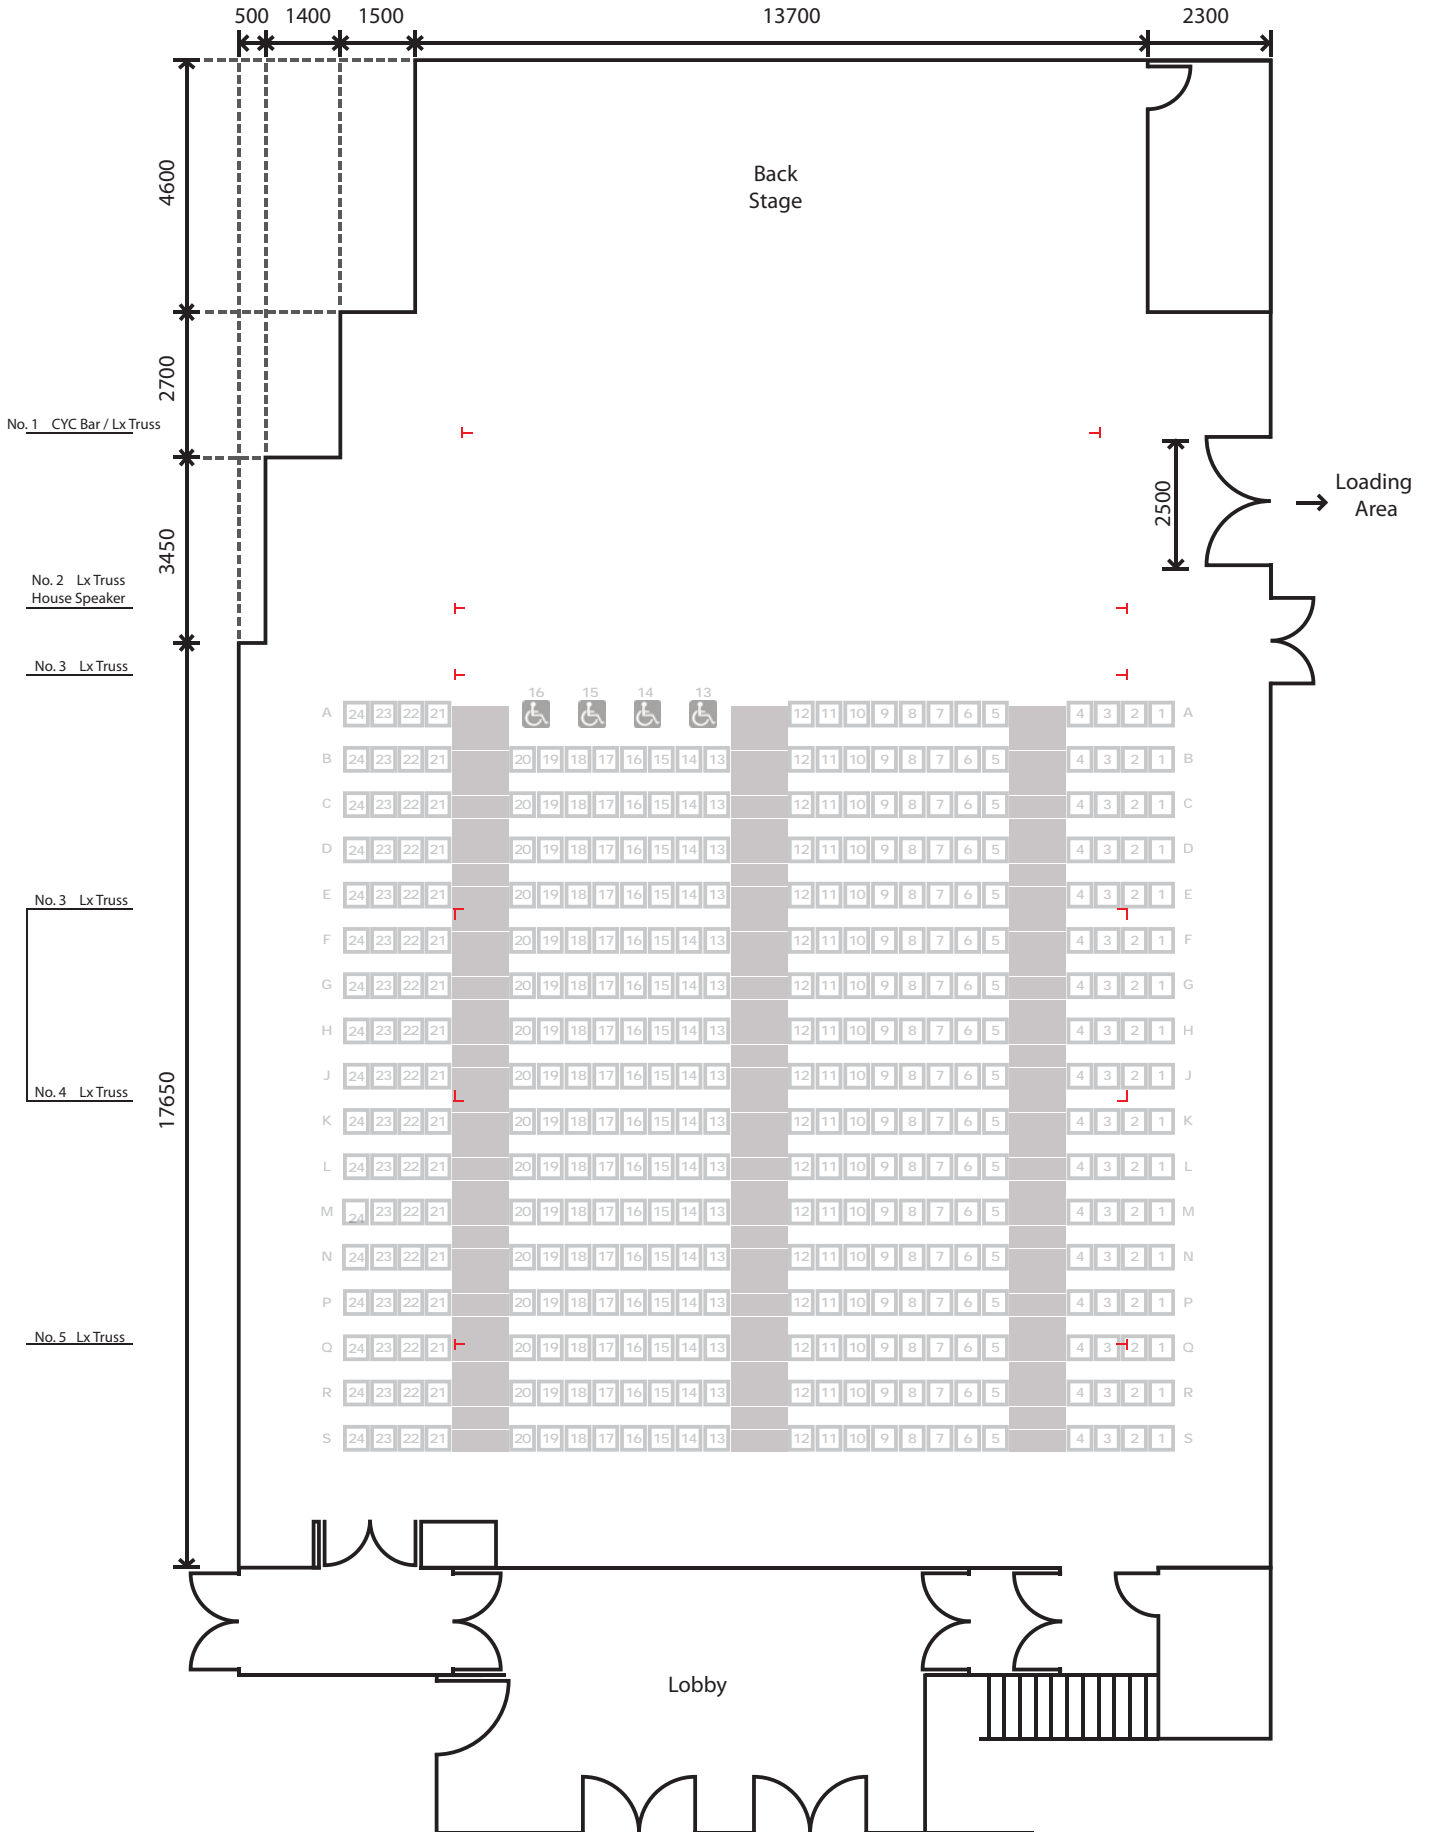 500 1400 1500 13700 2300
4600
Back
Stage
2700
No. 1 CYC Bar / Lx Truss
2500
Loading
Area
3450
No. 2 Lx Truss
House Speaker
No. 3 Lx Truss
16 15 14 13
A 24 23 22 21 12 11 10 9 8 7 6 5 4 3 2 1 A
B 24 23 22 21 20 19 18 17 16 15 14 13 12 11 10 9 8 7 6 5 4 3 2 1 B
C 24 23 22 21 20 19 18 17 16 15 14 13 12 11 10 9 8 7 6 5 4 3 2 1 C
D 24 23 22 21 20 19 18 17 16 15 14 13 12 11 10 9 8 7 6 5 4 3 2 1 D
No. 3 Lx Truss
E 24 23 22 21 20 19 18 17 16 15 14 13 12 11 10 9 8 7 6 5 4 3 2 1 E
F 24 23 22 21 20 19 18 17 16 15 14 13 12 11 10 9 8 7 6 5 4 3 2 1 F
G 24 23 22 21 20 19 18 17 16 15 14 13 12 11 10 9 8 7 6 5 4 3 2 1 G
H 24 23 22 21 20 19 18 17 16 15 14 13 12 11 10 9 8 7 6 5 4 3 2 1 H
J 24 23 22 21 20 19 18 17 16 15 14 13 12 11 10 9 8 7 6 5 4 3 2 1 J
No. 4 Lx Truss
17650
K 24 23 22 21 20 19 18 17 16 15 14 13 12 11 10 9 8 7 6 5 4 3 2 1 K
L 24 23 22 21 20 19 18 17 16 15 14 13 12 11 10 9 8 7 6 5 4 3 2 1 L
M 24 23 22 21 20 19 18 17 16 15 14 13 12 11 10 9 8 7 6 5 4 3 2 1 M
N 24 23 22 21 20 19 18 17 16 15 14 13 12 11 10 9 8 7 6 5 4 3 2 1 N
P 24 23 22 21 20 19 18 17 16 15 14 13 12 11 10 9 8 7 6 5 4 3 2 1 P
No. 5 Lx Truss
Q 24 23 22 21 20 19 18 17 16 15 14 13 12 11 10 9 8 7 6 5 4 3 2 1 Q
R 24 23 22 21 20 19 18 17 16 15 14 13 12 11 10 9 8 7 6 5 4 3 2 1 R
S 24 23 22 21 20 19 18 17 16 15 14 13 12 11 10 9 8 7 6 5 4 3 2 1 S
Lobby